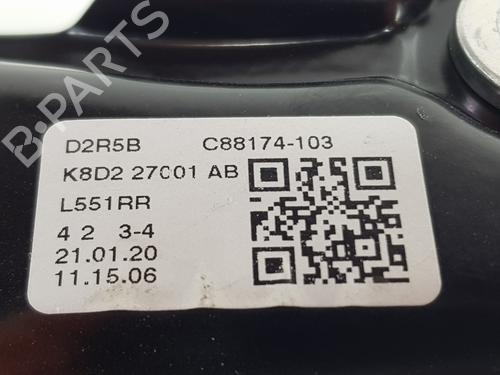 B-PARTS
D2R5B C88174-103
K8D2 27001 AB
L551RR
4 2 3-4
21.01.20
11.15.06